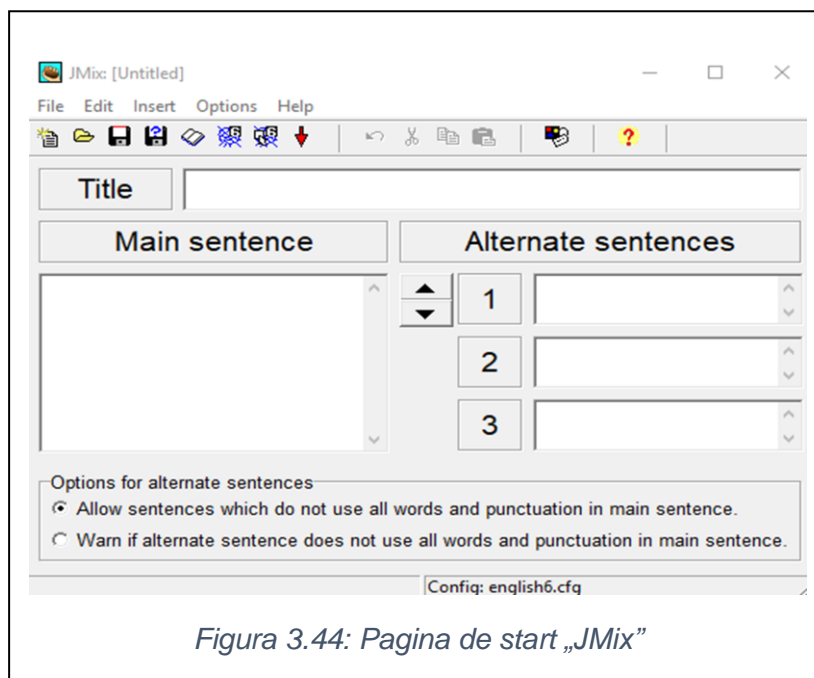 JMix: [Untitled]
File Edit Insert Options Help
Title
Main sentence Alternate sentences
1
2
3
Options for alternate sentences
Allow sentences which do not use all words and punctuation in main sentence.
Warn if alternate sentence does not use all words and punctuation in main sentence.
Config: english6.cfg
Figura 3.44: Pagina de start „JMix”